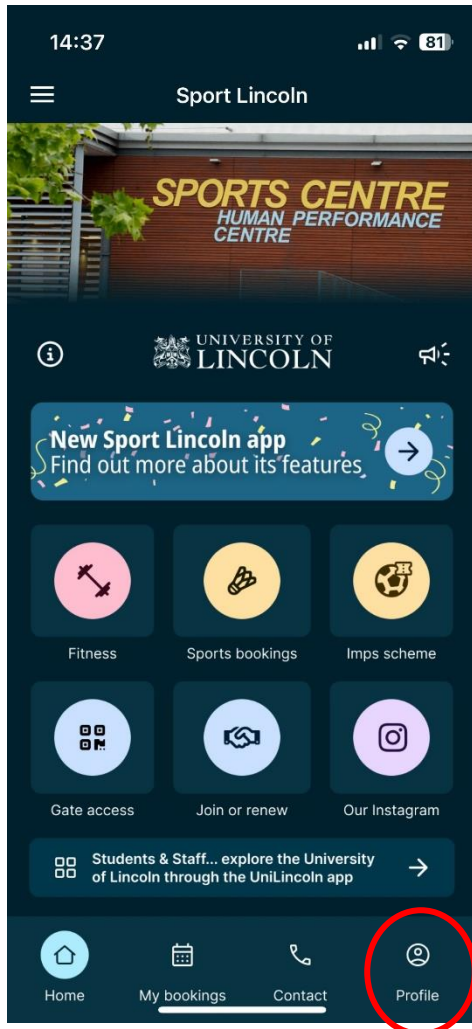 14:37
81
Sport Lincoln
SPORTS CENTRE
HUMAN PERFORMANCE
CENTRE
UNIVERSITY OF
LINCOLN
New Sport Lincoln app
Find out more about its features
Fitness
Sports bookings
Imps scheme
Gate access
Join or renew
Our Instagram
Students & Staff... explore the University
of Lincoln through the UniLincoln app
Home
My bookings
Contact
Profile